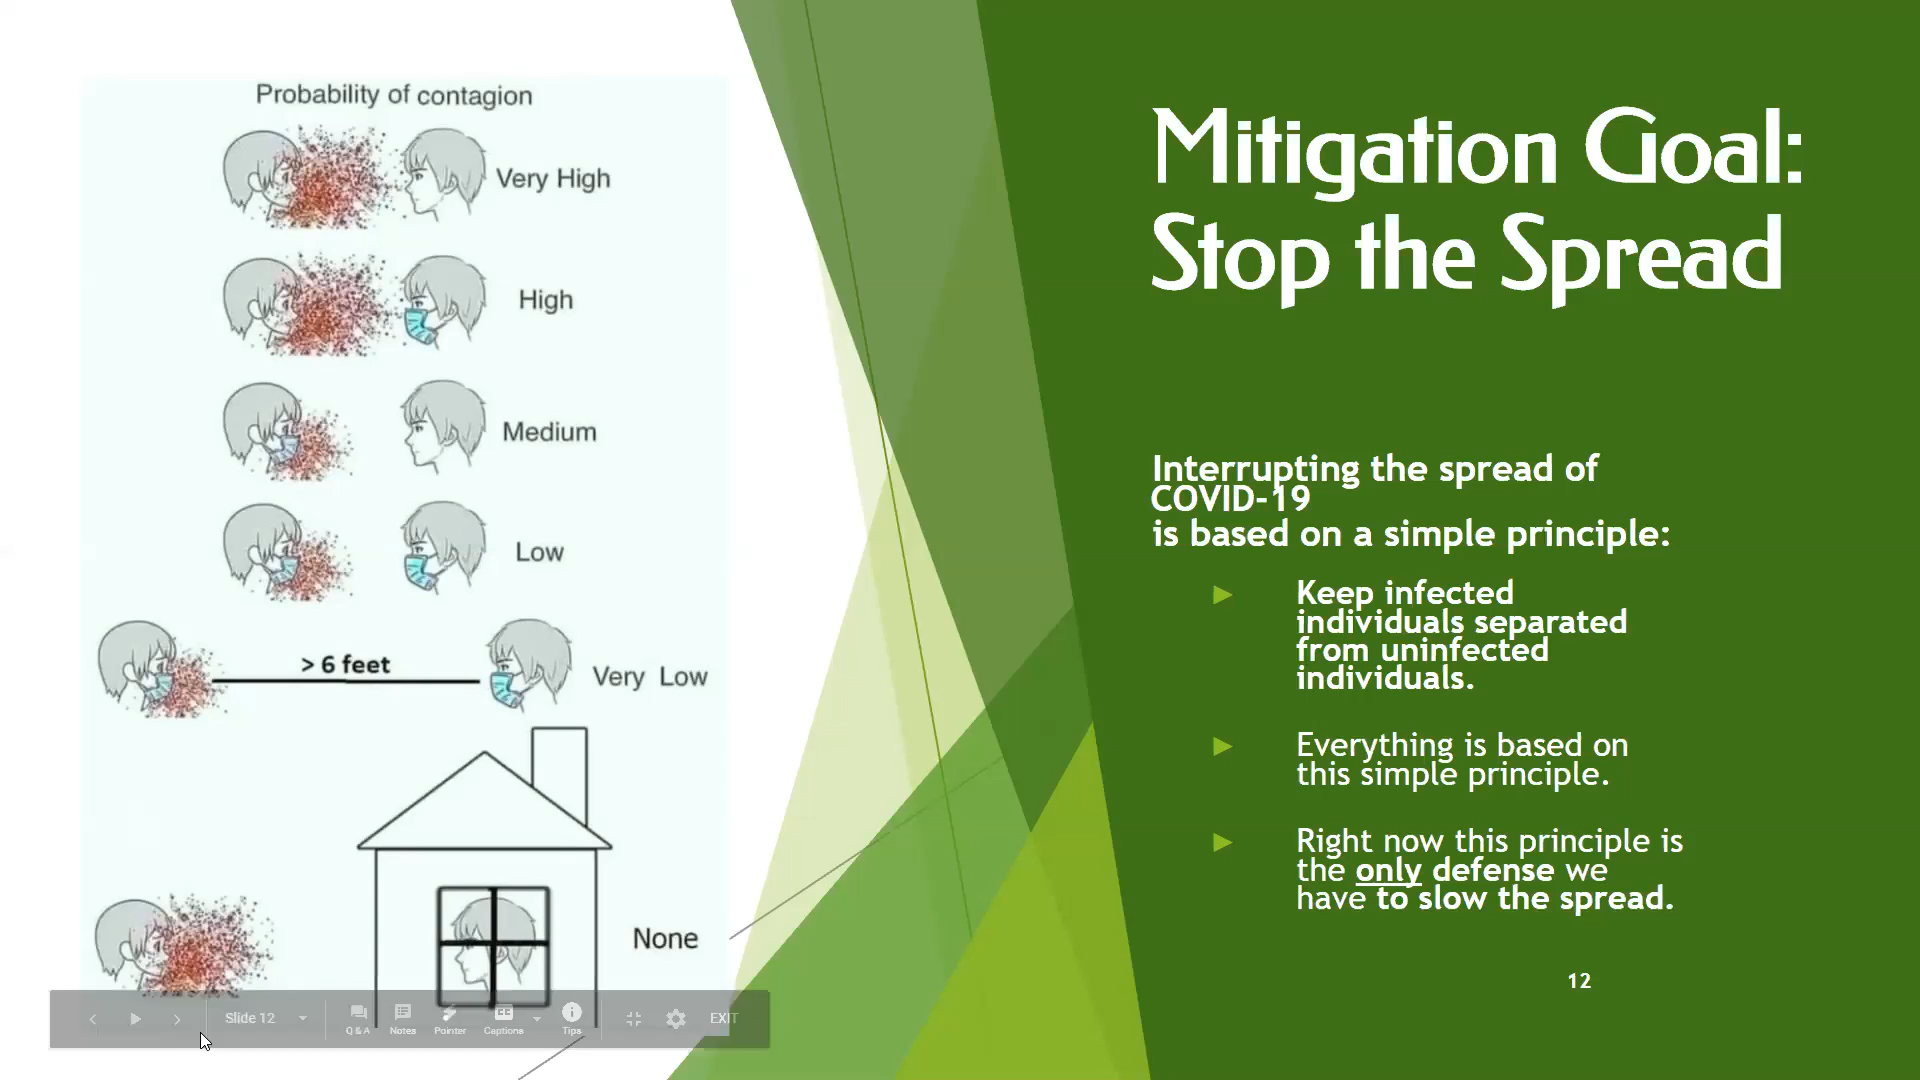 Probability of contagion
Very High
High
Medium
Low
> 6 feet
Very Low
None
Mitigation Goal:
Stop the Spread
Interrupting the spread of
COVID-19
is based on a simple principle:
Keep infected
individuals separated
from uninfected
individuals.
Everything is based on
this simple principle.
Right now this principle is
the only defense we
have to slow the spread.
12
Slide 12
Q & A
Notes
Pointer
CC
Captions
Tips
EXIT